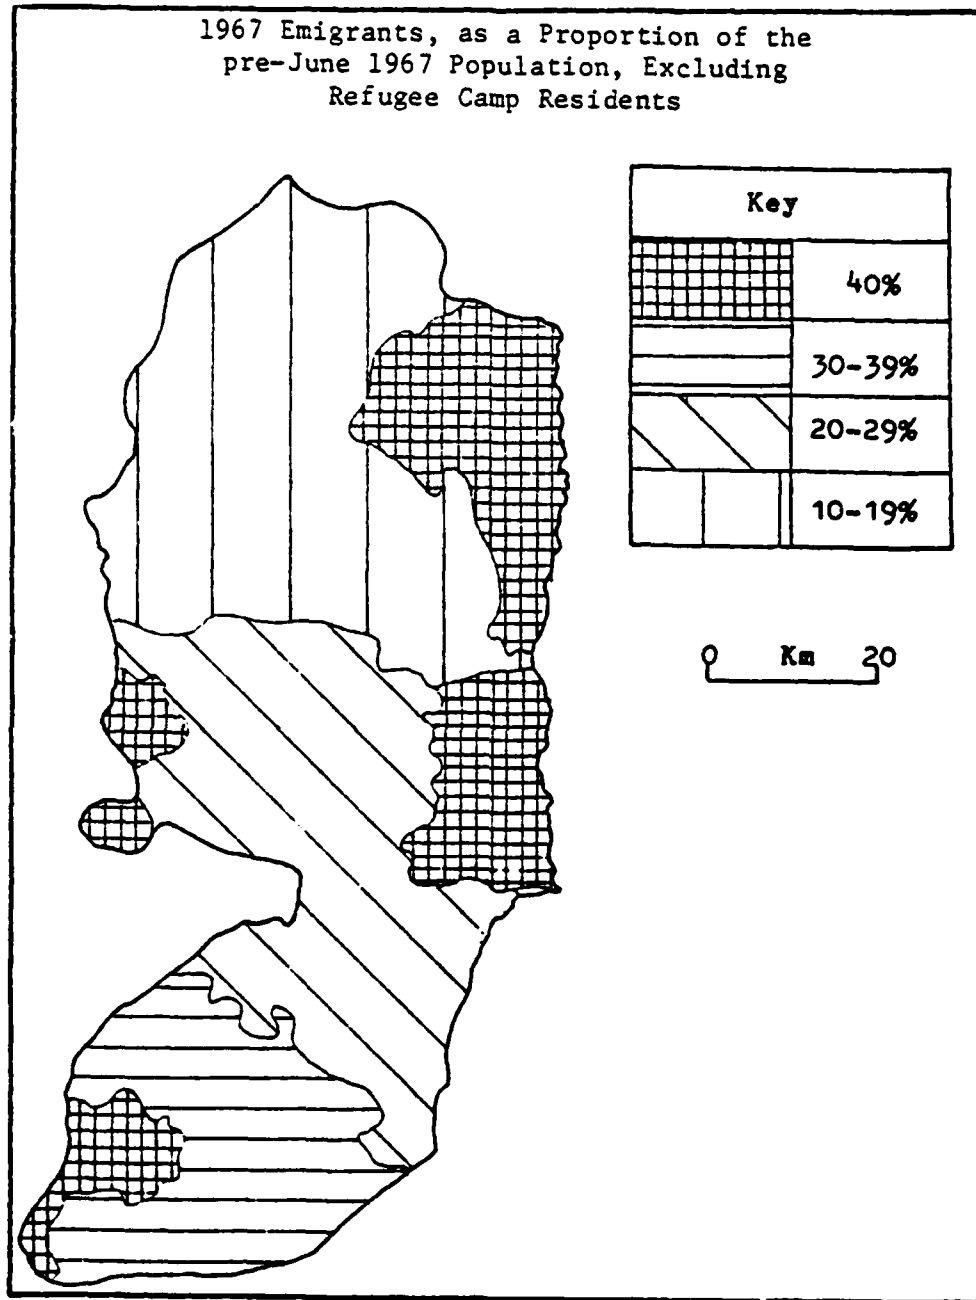 1967 Emigrants, as a Proportion of the
pre-June 1967 Population, Excluding
Refugee Camp Residents
Key
40%
30-39%
20-29%
10-19%
0 Km 20